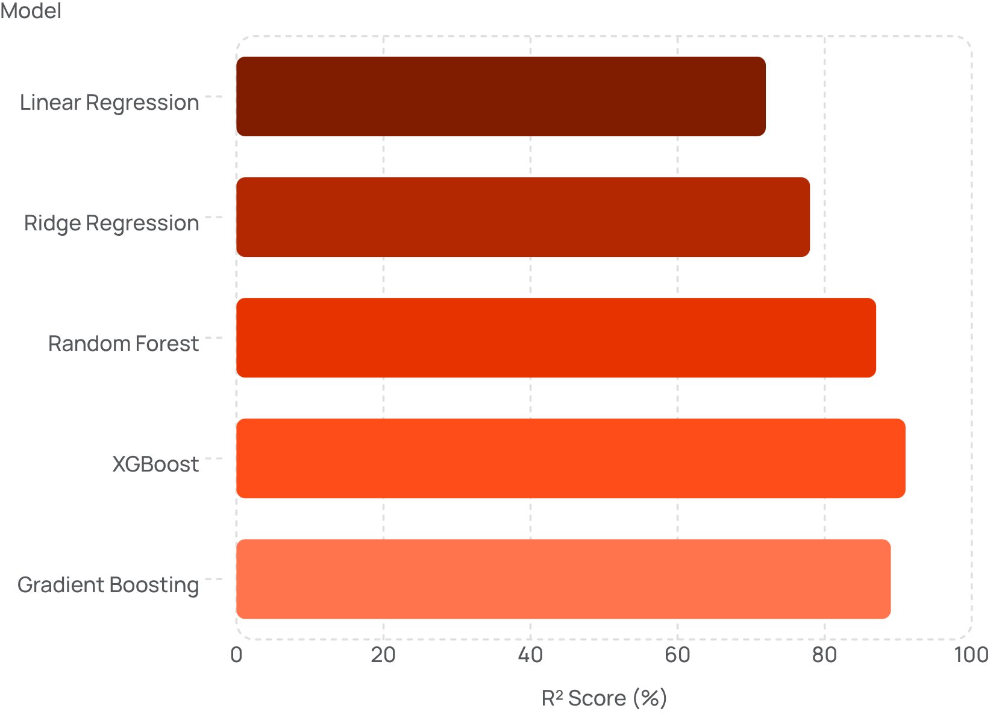 Model
Linear Regression
Ridge Regression
Random Forest
XGBoost
Gradient Boosting
0 20 40 60 80 100
R² Score (%)